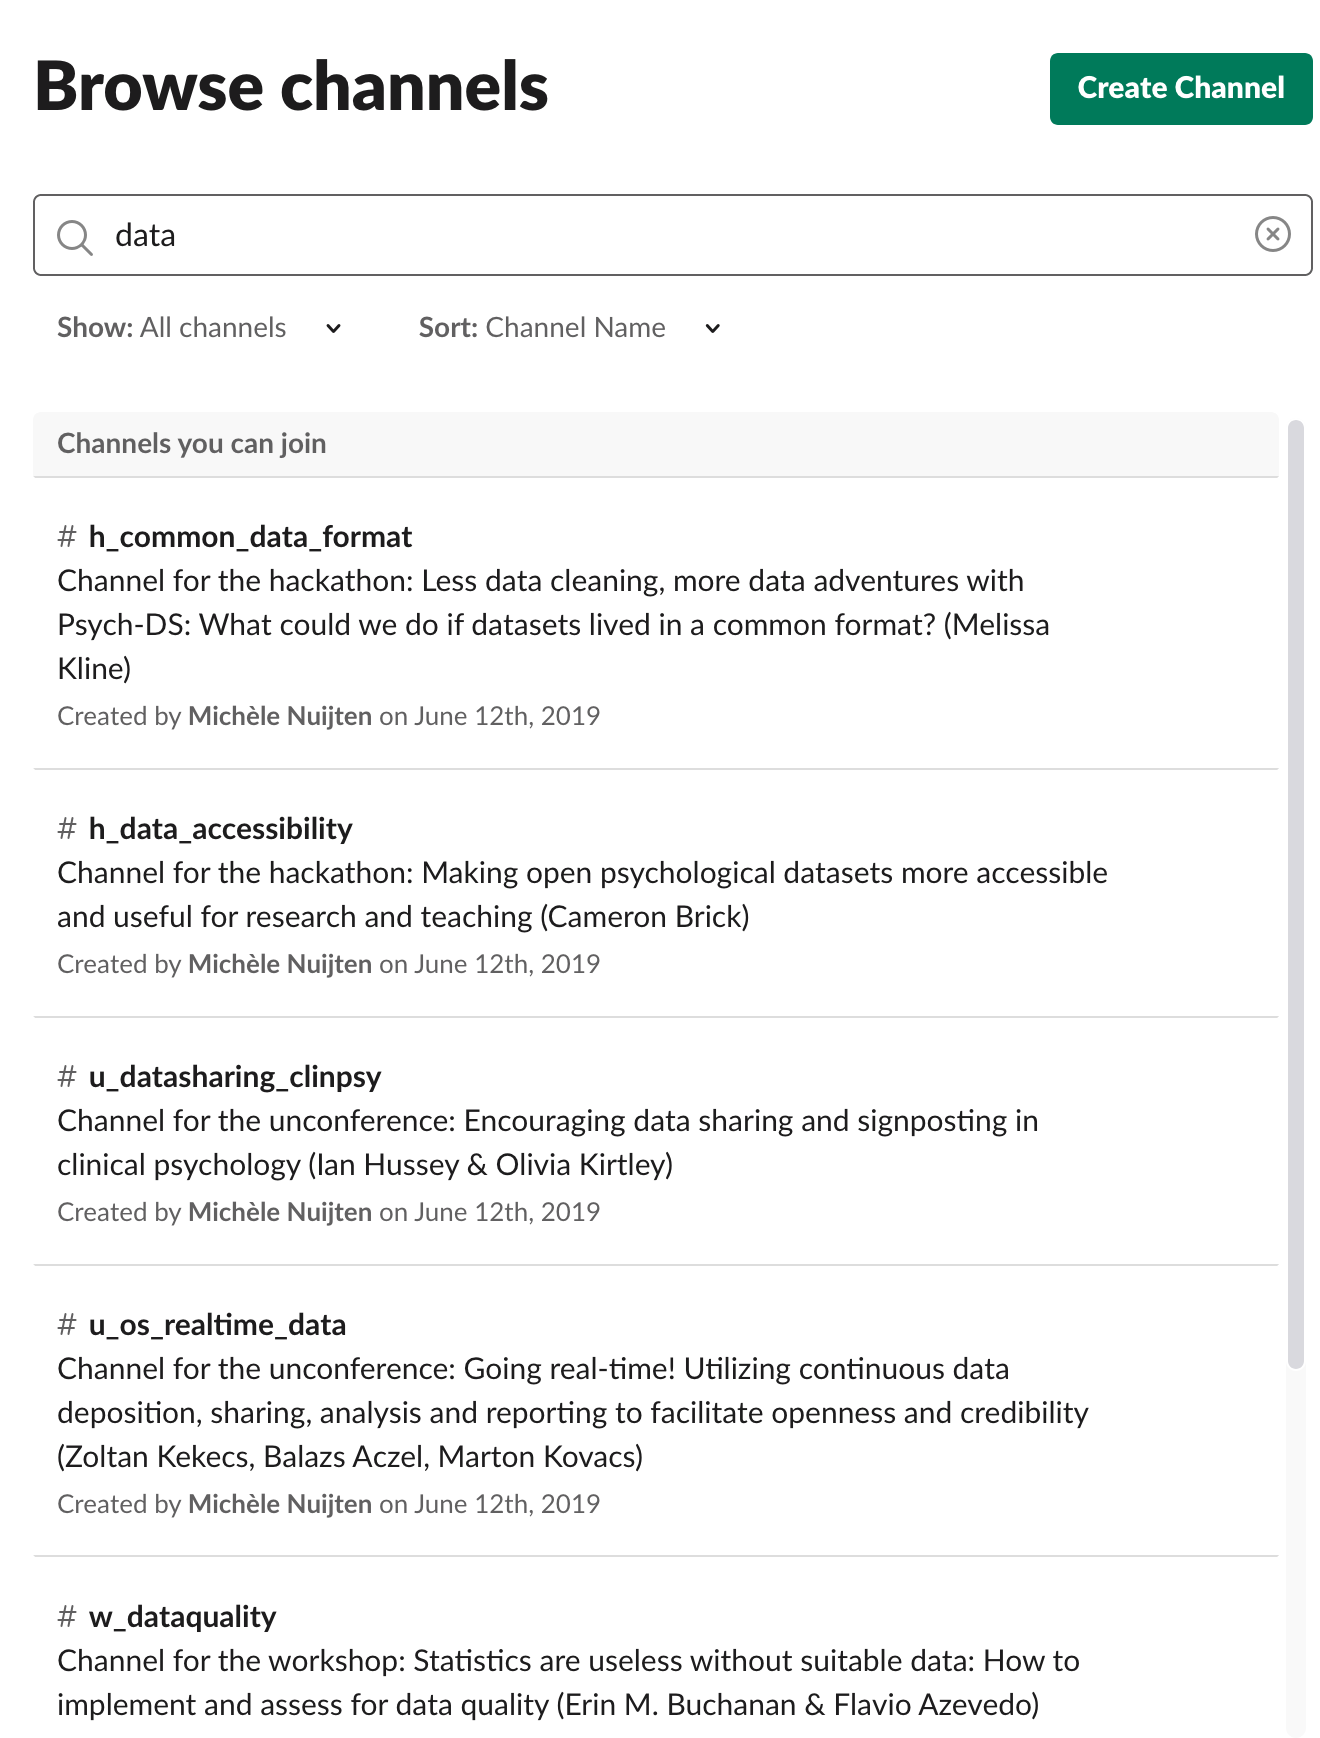 Browse channels
Create Channel
data
Show: All channels
Sort: Channel Name
Channels you can join
# h_common_data_format
Channel for the hackathon: Less data cleaning, more data adventures with
Psych-DS: What could we do if datasets lived in a common format? (Melissa
Kline)
Created by Michèle Nuijten on June 12th, 2019
# h_data_accessibility
Channel for the hackathon: Making open psychological datasets more accessible
and useful for research and teaching (Cameron Brick)
Created by Michèle Nuijten on June 12th, 2019
# u_datasharing_clinpsy
Channel for the unconference: Encouraging data sharing and signposting in
clinical psychology (Ian Hussey & Olivia Kirtley)
Created by Michèle Nuijten on June 12th, 2019
# u_os_realtime_data
Channel for the unconference: Going real-time! Utilizing continuous data
deposition, sharing, analysis and reporting to facilitate openness and credibility
(Zoltan Kekecs, Balazs Aczel, Marton Kovacs)
Created by Michèle Nuijten on June 12th, 2019
# w_dataquality
Channel for the workshop: Statistics are useless without suitable data: How to
implement and assess for data quality (Erin M. Buchanan & Flavio Azevedo)